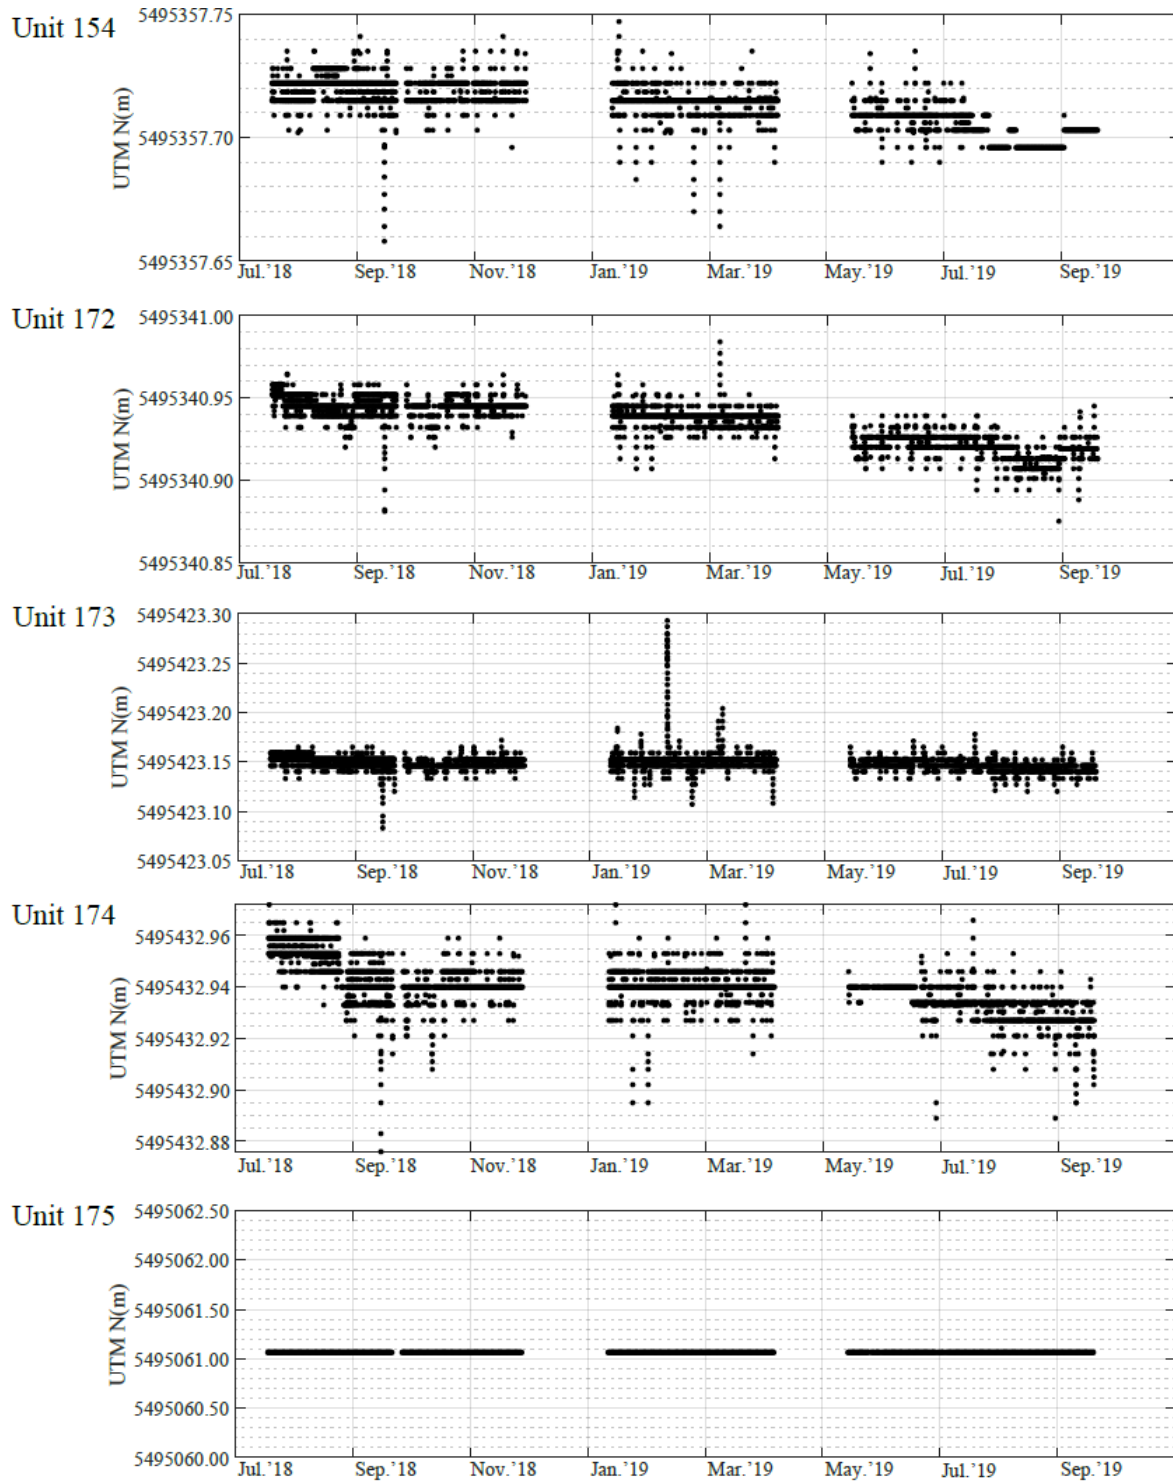 Unit 154
UTM N(m)
5495357.75
5495357.70
5495357.65
Jul.'18 Sep.'18 Nov.'18 Jan.'19 Mar.'19 May.'19 Jul.'19 Sep.'19
Unit 172
UTM N(m)
5495341.00
5495340.95
5495340.90
5495340.85
Jul.'18 Sep.'18 Nov.'18 Jan.'19 Mar.'19 May.'19 Jul.'19 Sep.'19
Unit 173
UTM N(m)
5495423.30
5495423.25
5495423.20
5495423.15
5495423.10
5495423.05
Jul.'18 Sep.'18 Nov.'18 Jan.'19 Mar.'19 May.'19 Jul.'19 Sep.'19
Unit 174
UTM N(m)
5495432.96
5495432.94
5495432.92
5495432.90
5495432.88
Jul.'18 Sep.'18 Nov.'18 Jan.'19 Mar.'19 May.'19 Jul.'19 Sep.'19
Unit 175
UTM N(m)
5495062.50
5495062.00
5495061.50
5495061.00
5495060.50
5495060.00
Jul.'18 Sep.'18 Nov.'18 Jan.'19 Mar.'19 May.'19 Jul.'19 Sep.'19